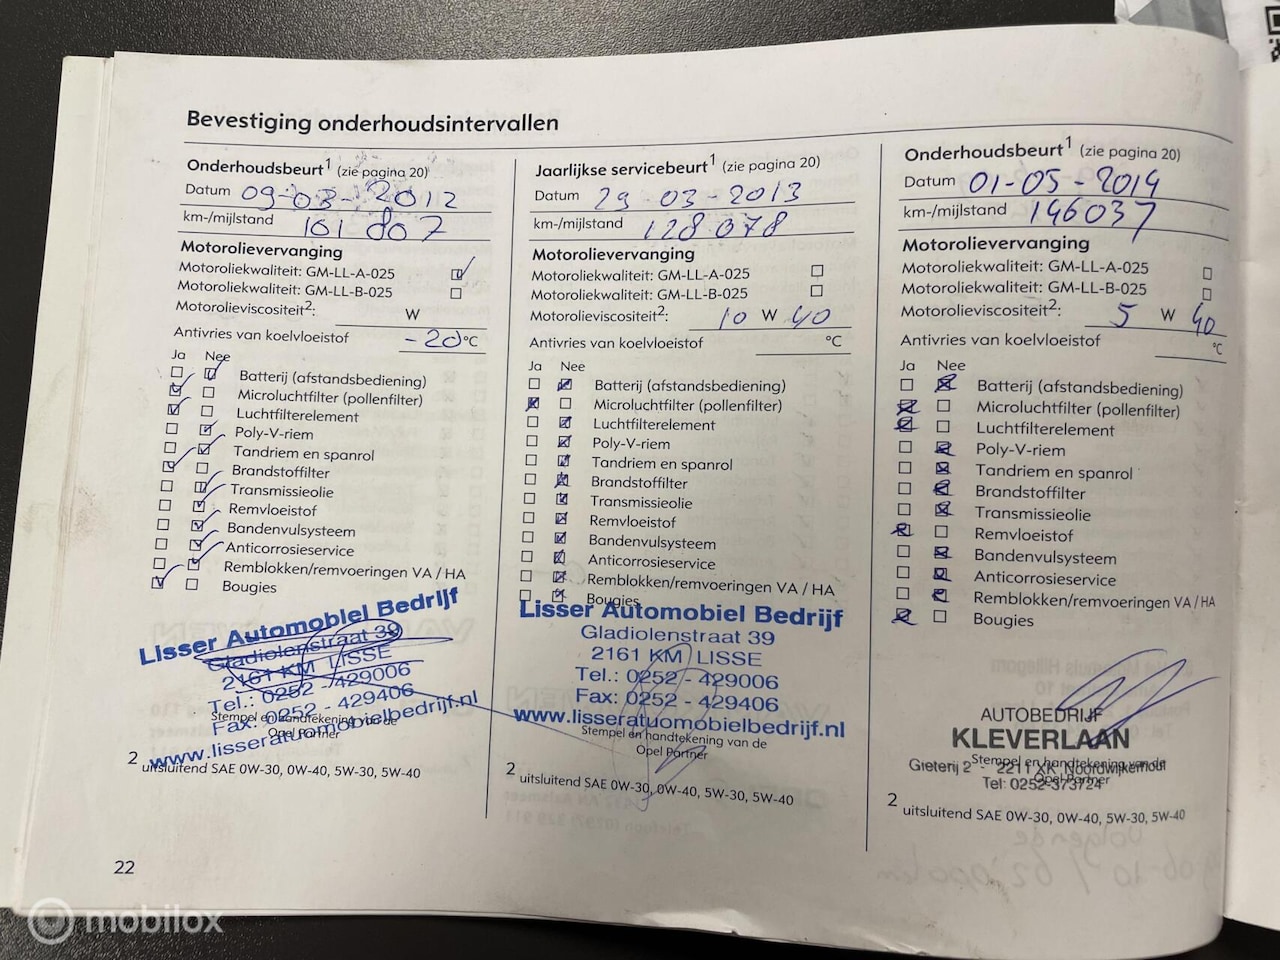 Bevestiging onderhoudsintervallen
Onderhoudsbeurt¹ (zie pagina 20)
Datum 09-03-2012
km-/mijlstand 101 807
Motorolievervanging
Motoroliekwaliteit: GM-LL-A-025
Motoroliekwaliteit: GM-LL-B-025
Motorolieviscositeit²: W
Antivries van koelvloeistof -20 °C
Ja Nee
Batterij (afstandsbediening)
Microluchtfilter (pollenfilter)
Luchtfilterelement
Poly-V-riem
Tandriem en spanrol
Brandstoffilter
Transmissieolie
Remvloeistof
Bandenvulsysteem
Anticorrosieservice
Remblokken/remvoeringen VA / HA
Bougies
Lisser Automobiel Bedrijf
Gladiolenstraat 39
2161 KM LISSE
Tel.: 0252 - 429006
Fax: 0252 - 429406
www.lisseratuomobielbedrijf.nl
Stempel en handtekening van de
Opel Partner
2 uitsluitend SAE 0W-30, 0W-40, 5W-30, 5W-40
22
Jaarlijkse servicebeurt¹ (zie pagina 20)
Datum 29-03-2013
km-/mijlstand 128 078
Motorolievervanging
Motoroliekwaliteit: GM-LL-A-025
Motoroliekwaliteit: GM-LL-B-025
Motorolieviscositeit²: 10 W 40
Antivries van koelvloeistof °C
Ja Nee
Batterij (afstandsbediening)
Microluchtfilter (pollenfilter)
Luchtfilterelement
Poly-V-riem
Tandriem en spanrol
Brandstoffilter
Transmissieolie
Remvloeistof
Bandenvulsysteem
Anticorrosieservice
Remblokken/remvoeringen VA / HA
Bougies
Lisser Automobiel Bedrijf
Gladiolenstraat 39
2161 KM LISSE
Tel.: 0252 - 429006
Fax: 0252 - 429406
www.lisseratuomobielbedrijf.nl
Stempel en handtekening van de
Opel Partner
2 uitsluitend SAE 0W-30, 0W-40, 5W-30, 5W-40
Onderhoudsbeurt¹ (zie pagina 20)
Datum 01-05-2014
km-/mijlstand 146037
Motorolievervanging
Motoroliekwaliteit: GM-LL-A-025
Motoroliekwaliteit: GM-LL-B-025
Motorolieviscositeit²: 5 W 40
Antivries van koelvloeistof °C
Ja Nee
Batterij (afstandsbediening)
Microluchtfilter (pollenfilter)
Luchtfilterelement
Poly-V-riem
Tandriem en spanrol
Brandstoffilter
Transmissieolie
Remvloeistof
Bandenvulsysteem
Anticorrosieservice
Remblokken/remvoeringen VA / HA
Bougies
AUTOBEDRIJF
KLEVERLAAN
Stempel en handtekening van de
Gieterij 2 - 2211 XK Noordwijkerhout
Opel Partner
Tel: 0252-373724
2 uitsluitend SAE 0W-30, 0W-40, 5W-30, 5W-40
mobilox